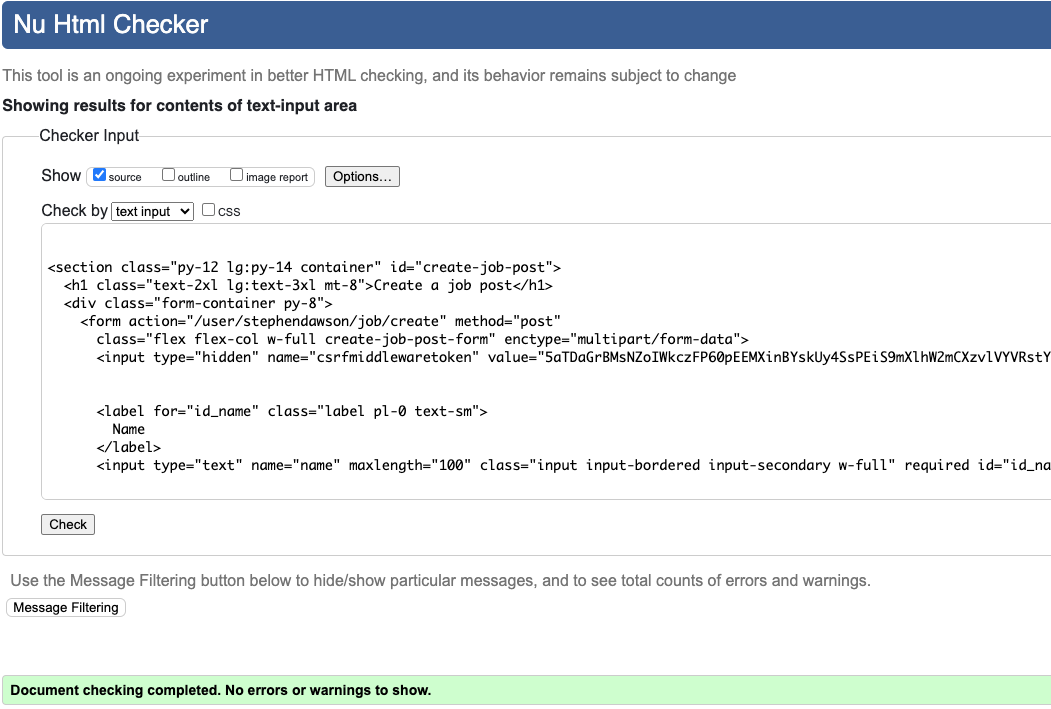 Nu Html Checker
This tool is an ongoing experiment in better HTML checking, and its behavior remains subject to change
Showing results for contents of text-input area
Checker Input
Show source outline image report Options...
Check by text input css
<section class="py-12 lg:py-14 container" id="create-job-post">
<h1 class="text-2xl lg:text-3xl mt-8">Create a job post</h1>
<div class="form-container py-8">
<form action="/user/stephendawson/job/create" method="post"
class="flex flex-col w-full create-job-post-form" enctype="multipart/form-data">
<input type="hidden" name="csrfmiddlewaretoken" value="5aTDaGrBMsNZoIWkczFP60pEEMXinBYskUy4SsPEiS9mXlhW2mCXzvlVYVRstY
<label for="id_name" class="label pl-0 text-sm">
Name
</label>
<input type="text" name="name" maxlength="100" class="input input-bordered input-secondary w-full" required id="id_na
Check
Use the Message Filtering button below to hide/show particular messages, and to see total counts of errors and warnings.
Message Filtering
Document checking completed. No errors or warnings to show.